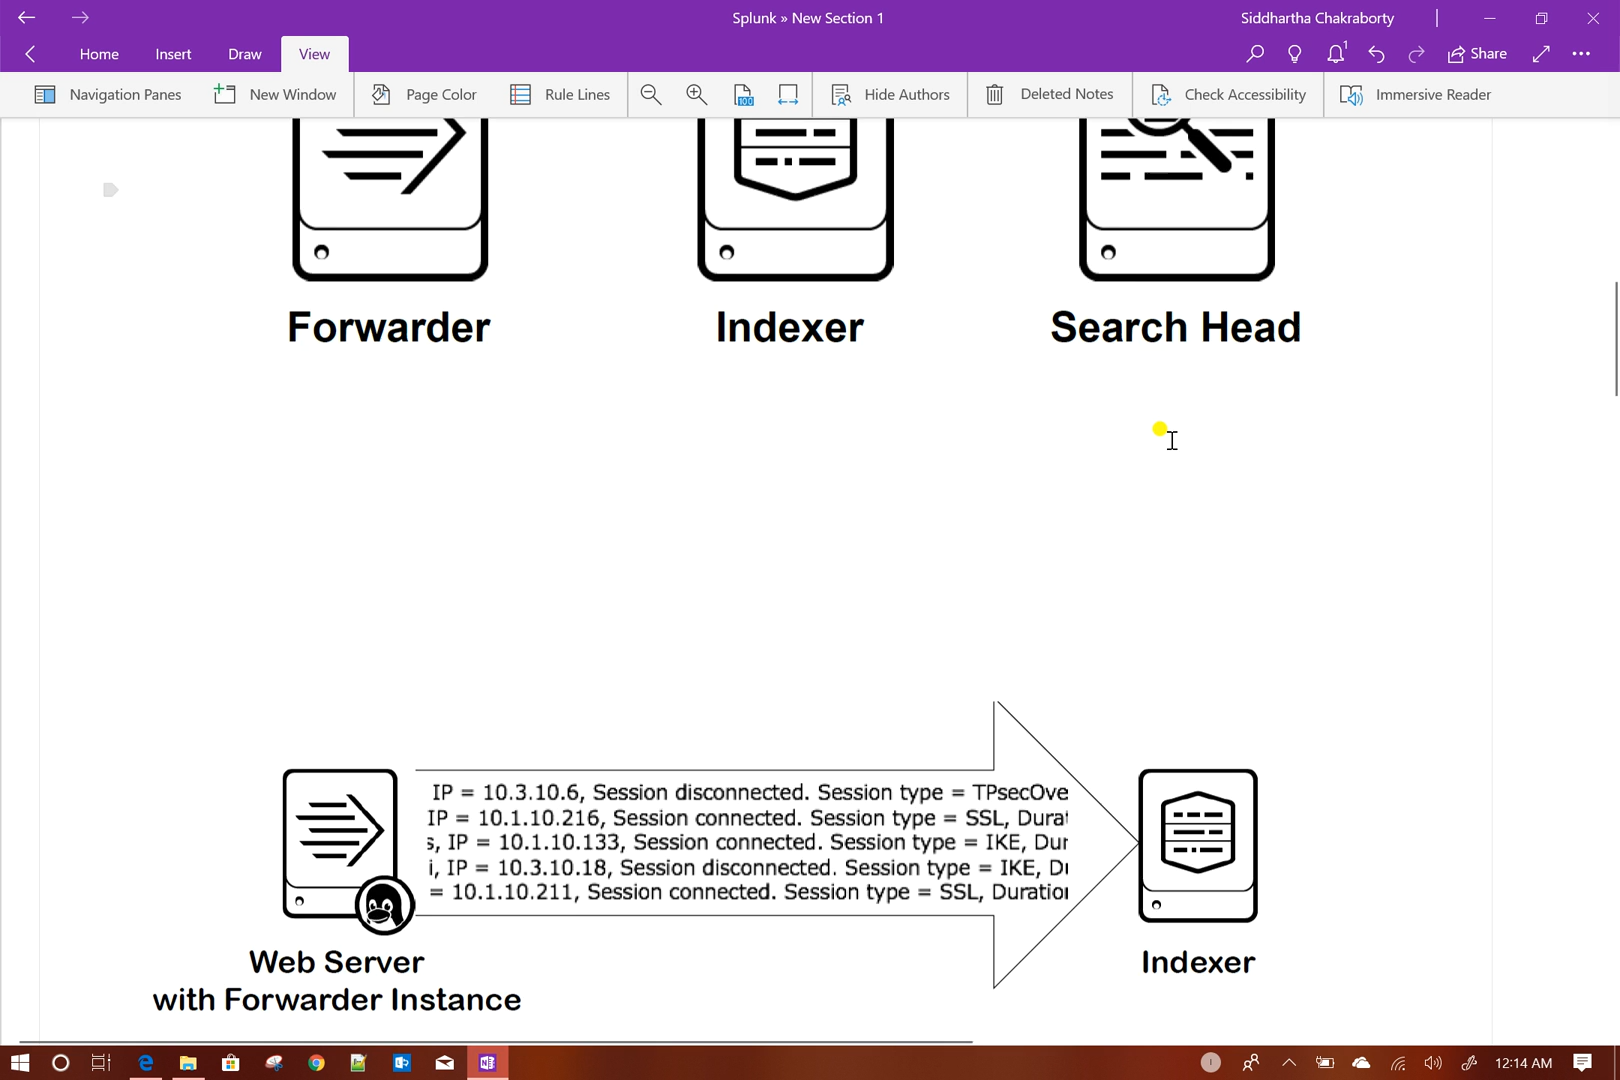 Splunk » New Section 1
Siddhartha Chakraborty
Home Insert Draw View
1
Share
Navigation Panes New Window Page Color Rule Lines 100 Hide Authors Deleted Notes Check Accessibility Immersive Reader
Forwarder Indexer Search Head
IP = 10.3.10.6, Session disconnected. Session type = TPsecOve
IP = 10.1.10.216, Session connected. Session type = SSL, Durat
s, IP = 10.1.10.133, Session connected. Session type = IKE, Dur
i, IP = 10.3.10.18, Session disconnected. Session type = IKE, D
= 10.1.10.211, Session connected. Session type = SSL, Duration
Web Server
with Forwarder Instance
Indexer
12:14 AM